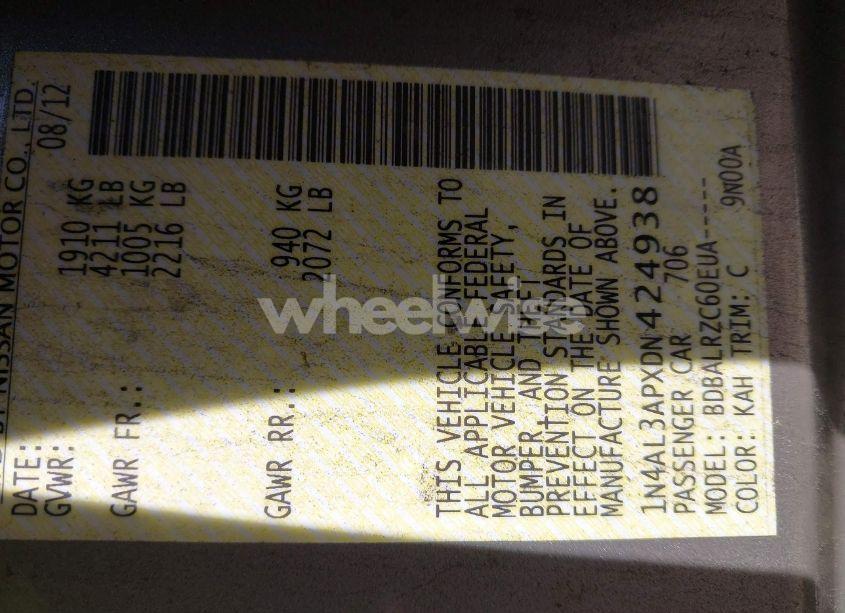 BY NISSAN MOTOR CO., LTD.
DATE: 08/12
GVWR: 1910 KG
4211 LB
GAWR FR.: 1005 KG
2216 LB
GAWR RR.: 940 KG
2072 LB
THIS VEHICLE CONFORMS TO
ALL APPLICABLE FEDERAL
MOTOR VEHICLE SAFETY,
BUMPER, AND THEFT
PREVENTION STANDARDS IN
EFFECT ON THE DATE OF
MANUFACTURE SHOWN ABOVE.
1N4AL3APXDN424938
PASSENGER CAR 706
MODEL: BDBALRZC60EUA-----
COLOR: KAH TRIM: C 9N00A
wheelwise